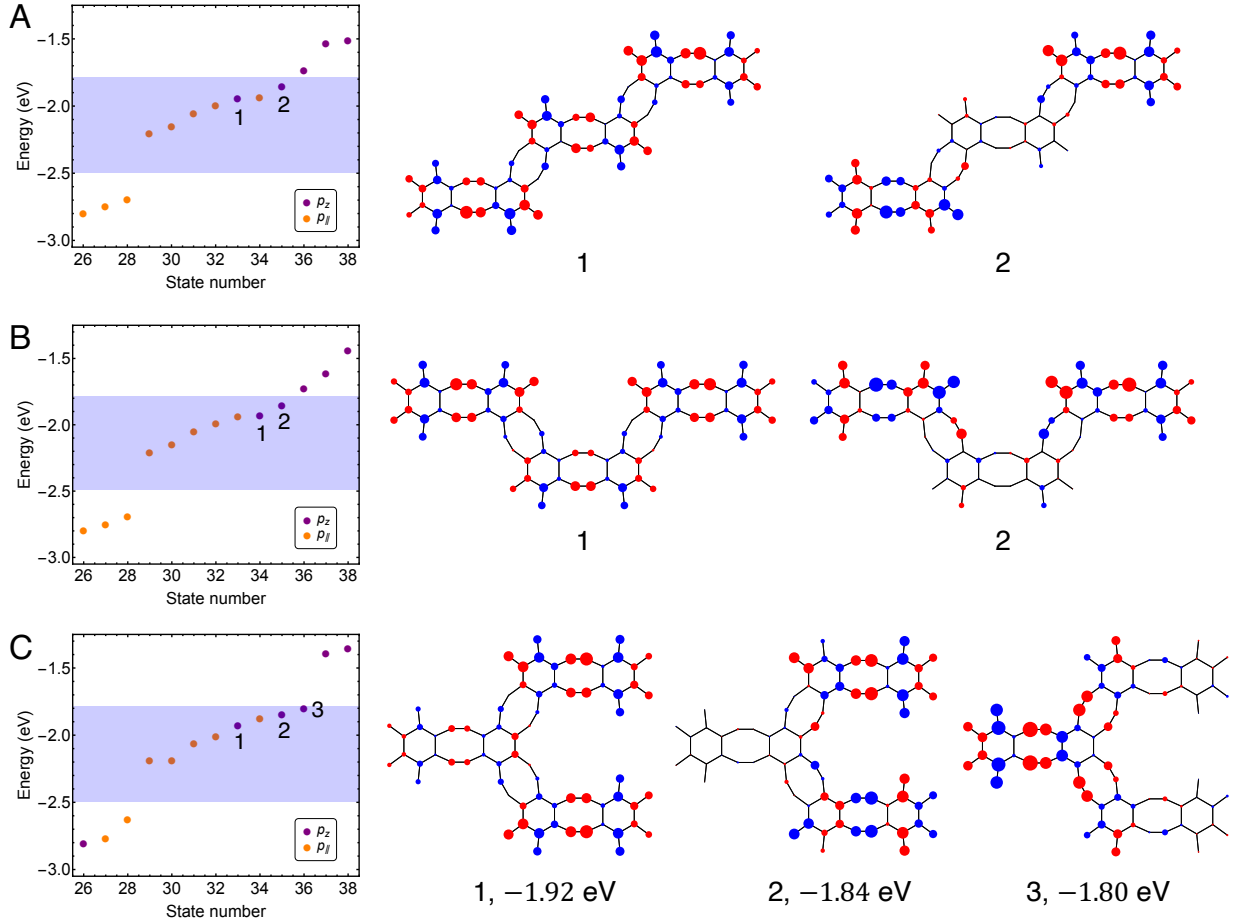 A
Energy (eV)
−1.5
−2.0
−2.5
−3.0
1
2
p_z
p_∥
26 28 30 32 34 36 38
State number
1
2
B
Energy (eV)
−1.5
−2.0
−2.5
−3.0
1
2
p_z
p_∥
26 28 30 32 34 36 38
State number
1
2
C
Energy (eV)
−1.5
−2.0
−2.5
−3.0
1
2
3
p_z
p_∥
26 28 30 32 34 36 38
State number
1, −1.92 eV
2, −1.84 eV
3, −1.80 eV